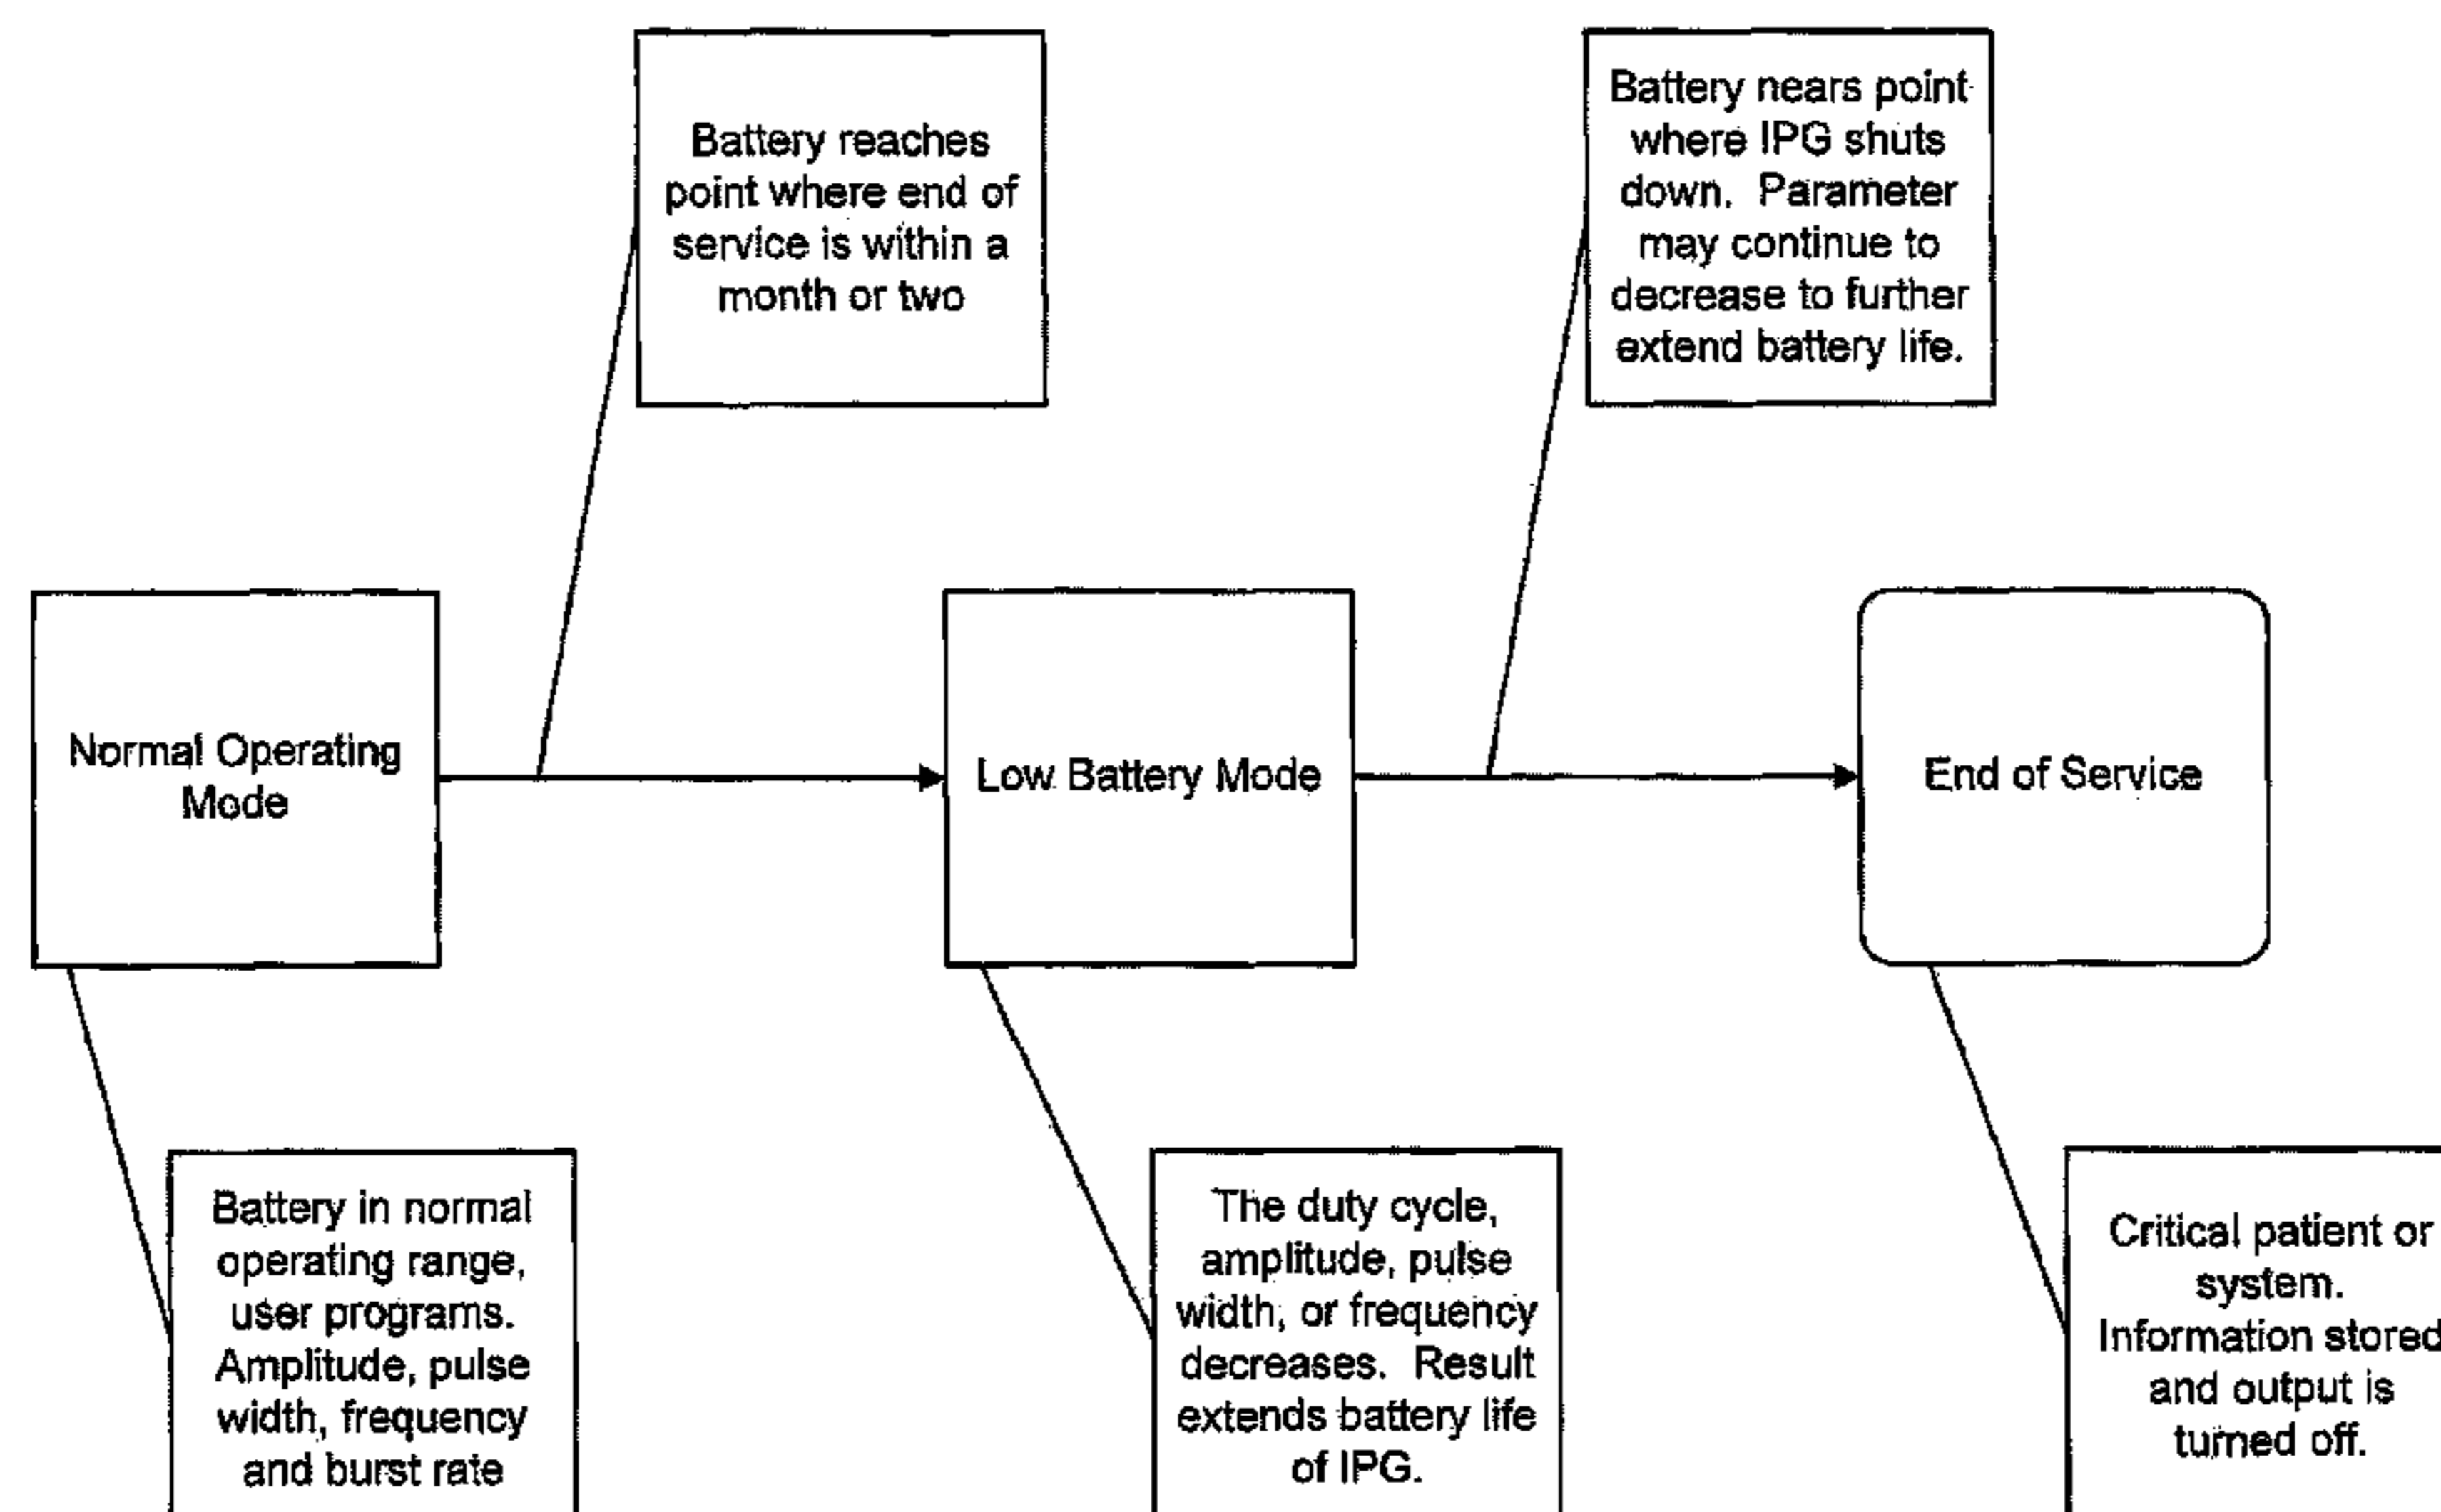 Battery reaches
point where end of
service is within a
month or two
Battery nears point
where IPG shuts
down. Parameter
may continue to
decrease to further
extend battery life.
Normal Operating
Mode
Low Battery Mode
End of Service
Battery in normal
operating range,
user programs.
Amplitude, pulse
width, frequency
and burst rate
The duty cycle,
amplitude, pulse
width, or frequency
decreases. Result
extends battery life
of IPG.
Critical patient or
system.
Information stored
and output is
turned off.